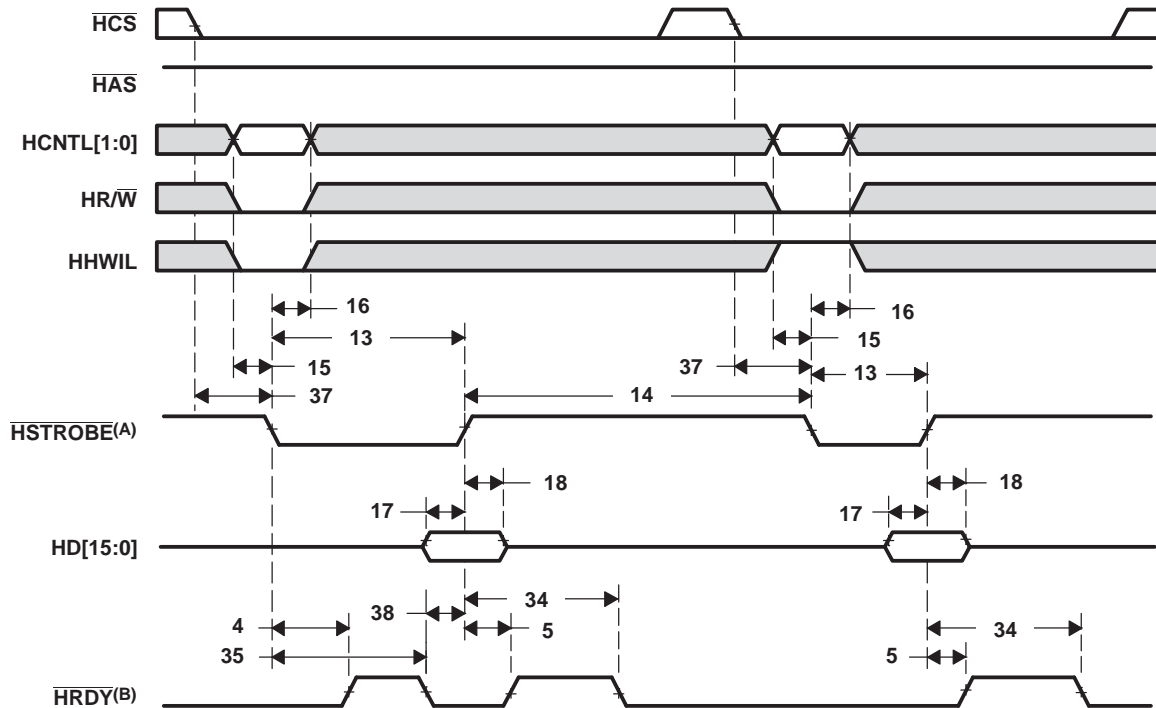 HCS
HAS
HCNTL[1:0]
HR/W
HHWIL
16
16
13
15
15
37
13
37
14
HSTROBE(A)
18
18
17
17
HD[15:0]
34
38
4
5
34
35
5
HRDY(B)